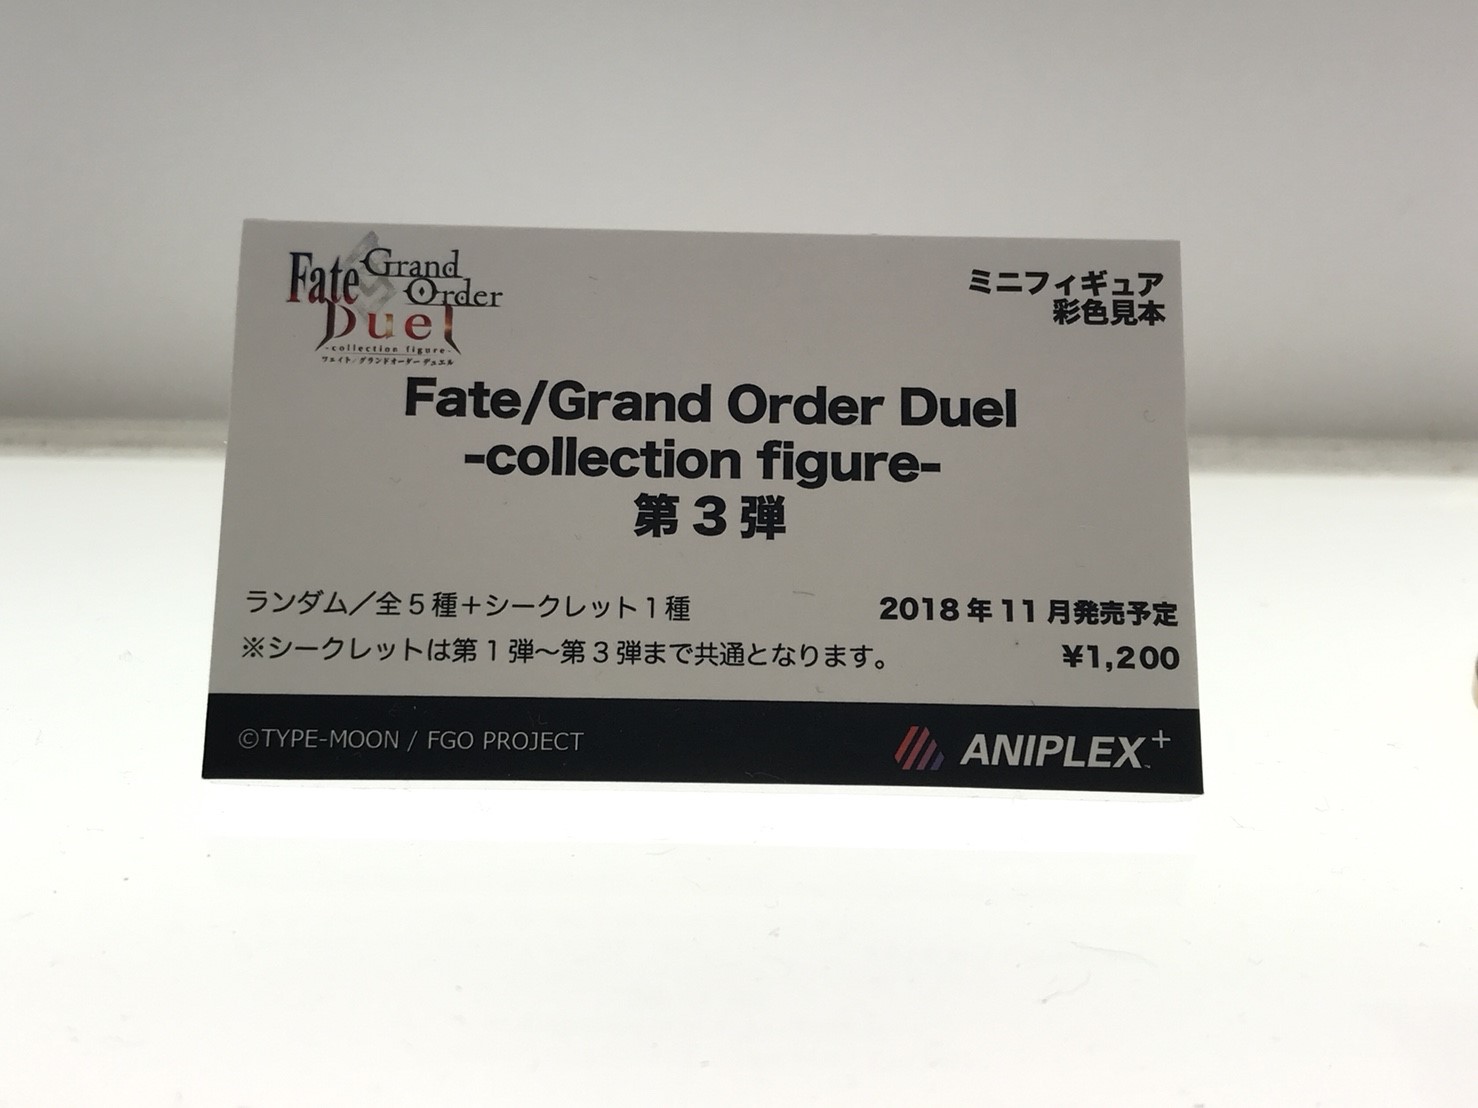 Fate Grand Order
Duel
-collection figure-
フェイト/グランドオーダー デュエル
ミニフィギュア
彩色見本
Fate/Grand Order Duel
-collection figure-
第3弾
ランダム／全5種＋シークレット1種
2018年11月発売予定
※シークレットは第1弾～第3弾まで共通となります。
¥1,200
©TYPE-MOON / FGO PROJECT
ANIPLEX+™